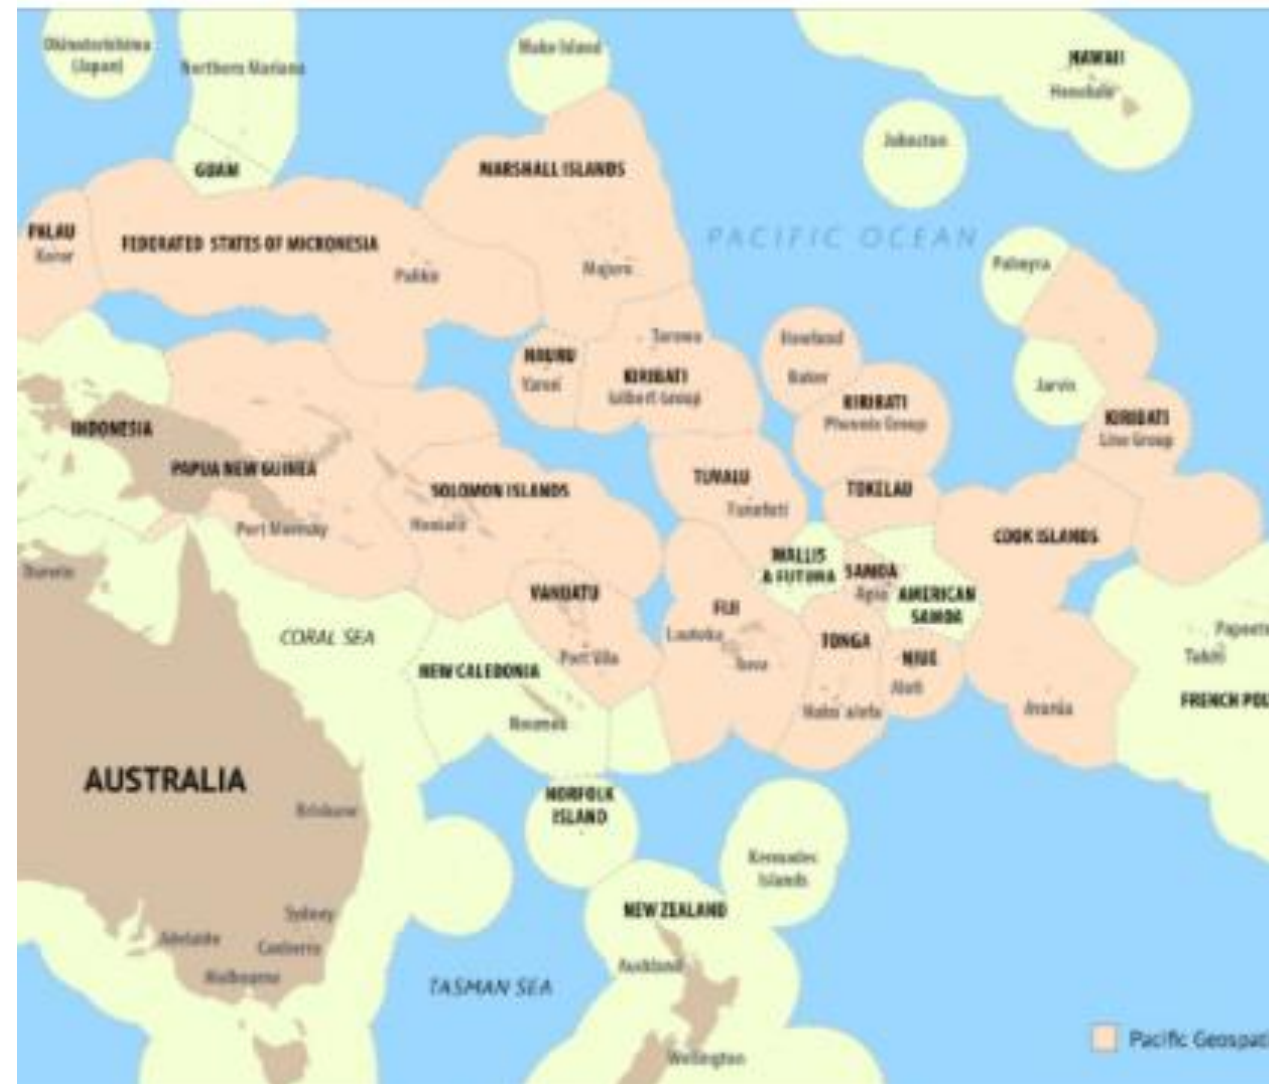 Okinotorishima
(Japan)
Northern Mariana
Wake Island
HAWAII
Honolulu
Johnston
GUAM
MARSHALL ISLANDS
PALAU
Koror
FEDERATED STATES OF MICRONESIA
Palikir
Majuro
PACIFIC OCEAN
Palmyra
Tarawa
Howland
Baker
NAURU
Yaren
KIRIBATI
Gilbert Group
KIRIBATI
Phoenix Group
Jarvis
KIRIBATI
Line Group
INDONESIA
PAPUA NEW GUINEA
Port Moresby
SOLOMON ISLANDS
Honiara
TUVALU
Funafuti
TOKELAU
COOK ISLANDS
Darwin
WALLIS
& FUTUNA
SAMOA
Apia
AMERICAN
SAMOA
VANUATU
Port Vila
FIJI
Lautoka
Suva
TONGA
Nuku'alofa
NIUE
Alofi
Avarua
Papeete
Tahiti
FRENCH POL
CORAL SEA
NEW CALEDONIA
Noumea
AUSTRALIA
Brisbane
NORFOLK
ISLAND
Kermadec
Islands
NEW ZEALAND
Sydney
Adelaide
Canberra
Melbourne
Auckland
TASMAN SEA
Wellington
Pacific Geospati